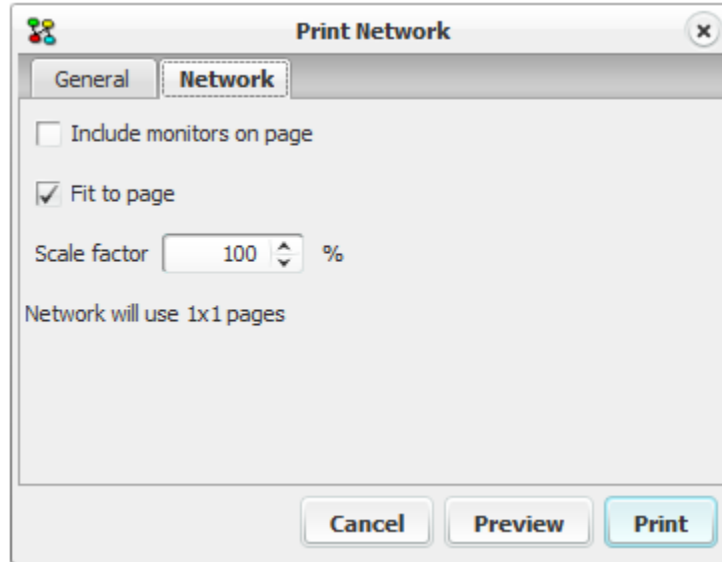 Print Network
General Network
Include monitors on page
Fit to page
Scale factor 100 %
Network will use 1x1 pages
Cancel Preview Print